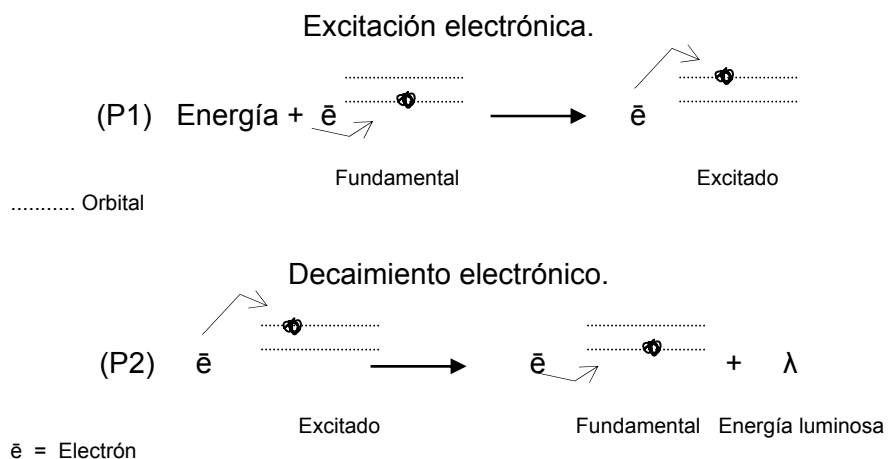 Excitación electrónica.
(P1) Energía + ē ē
Fundamental Excitado
........... Orbital
Decaimiento electrónico.
(P2) ē ē + λ
Excitado Fundamental Energía luminosa
ē = Electrón